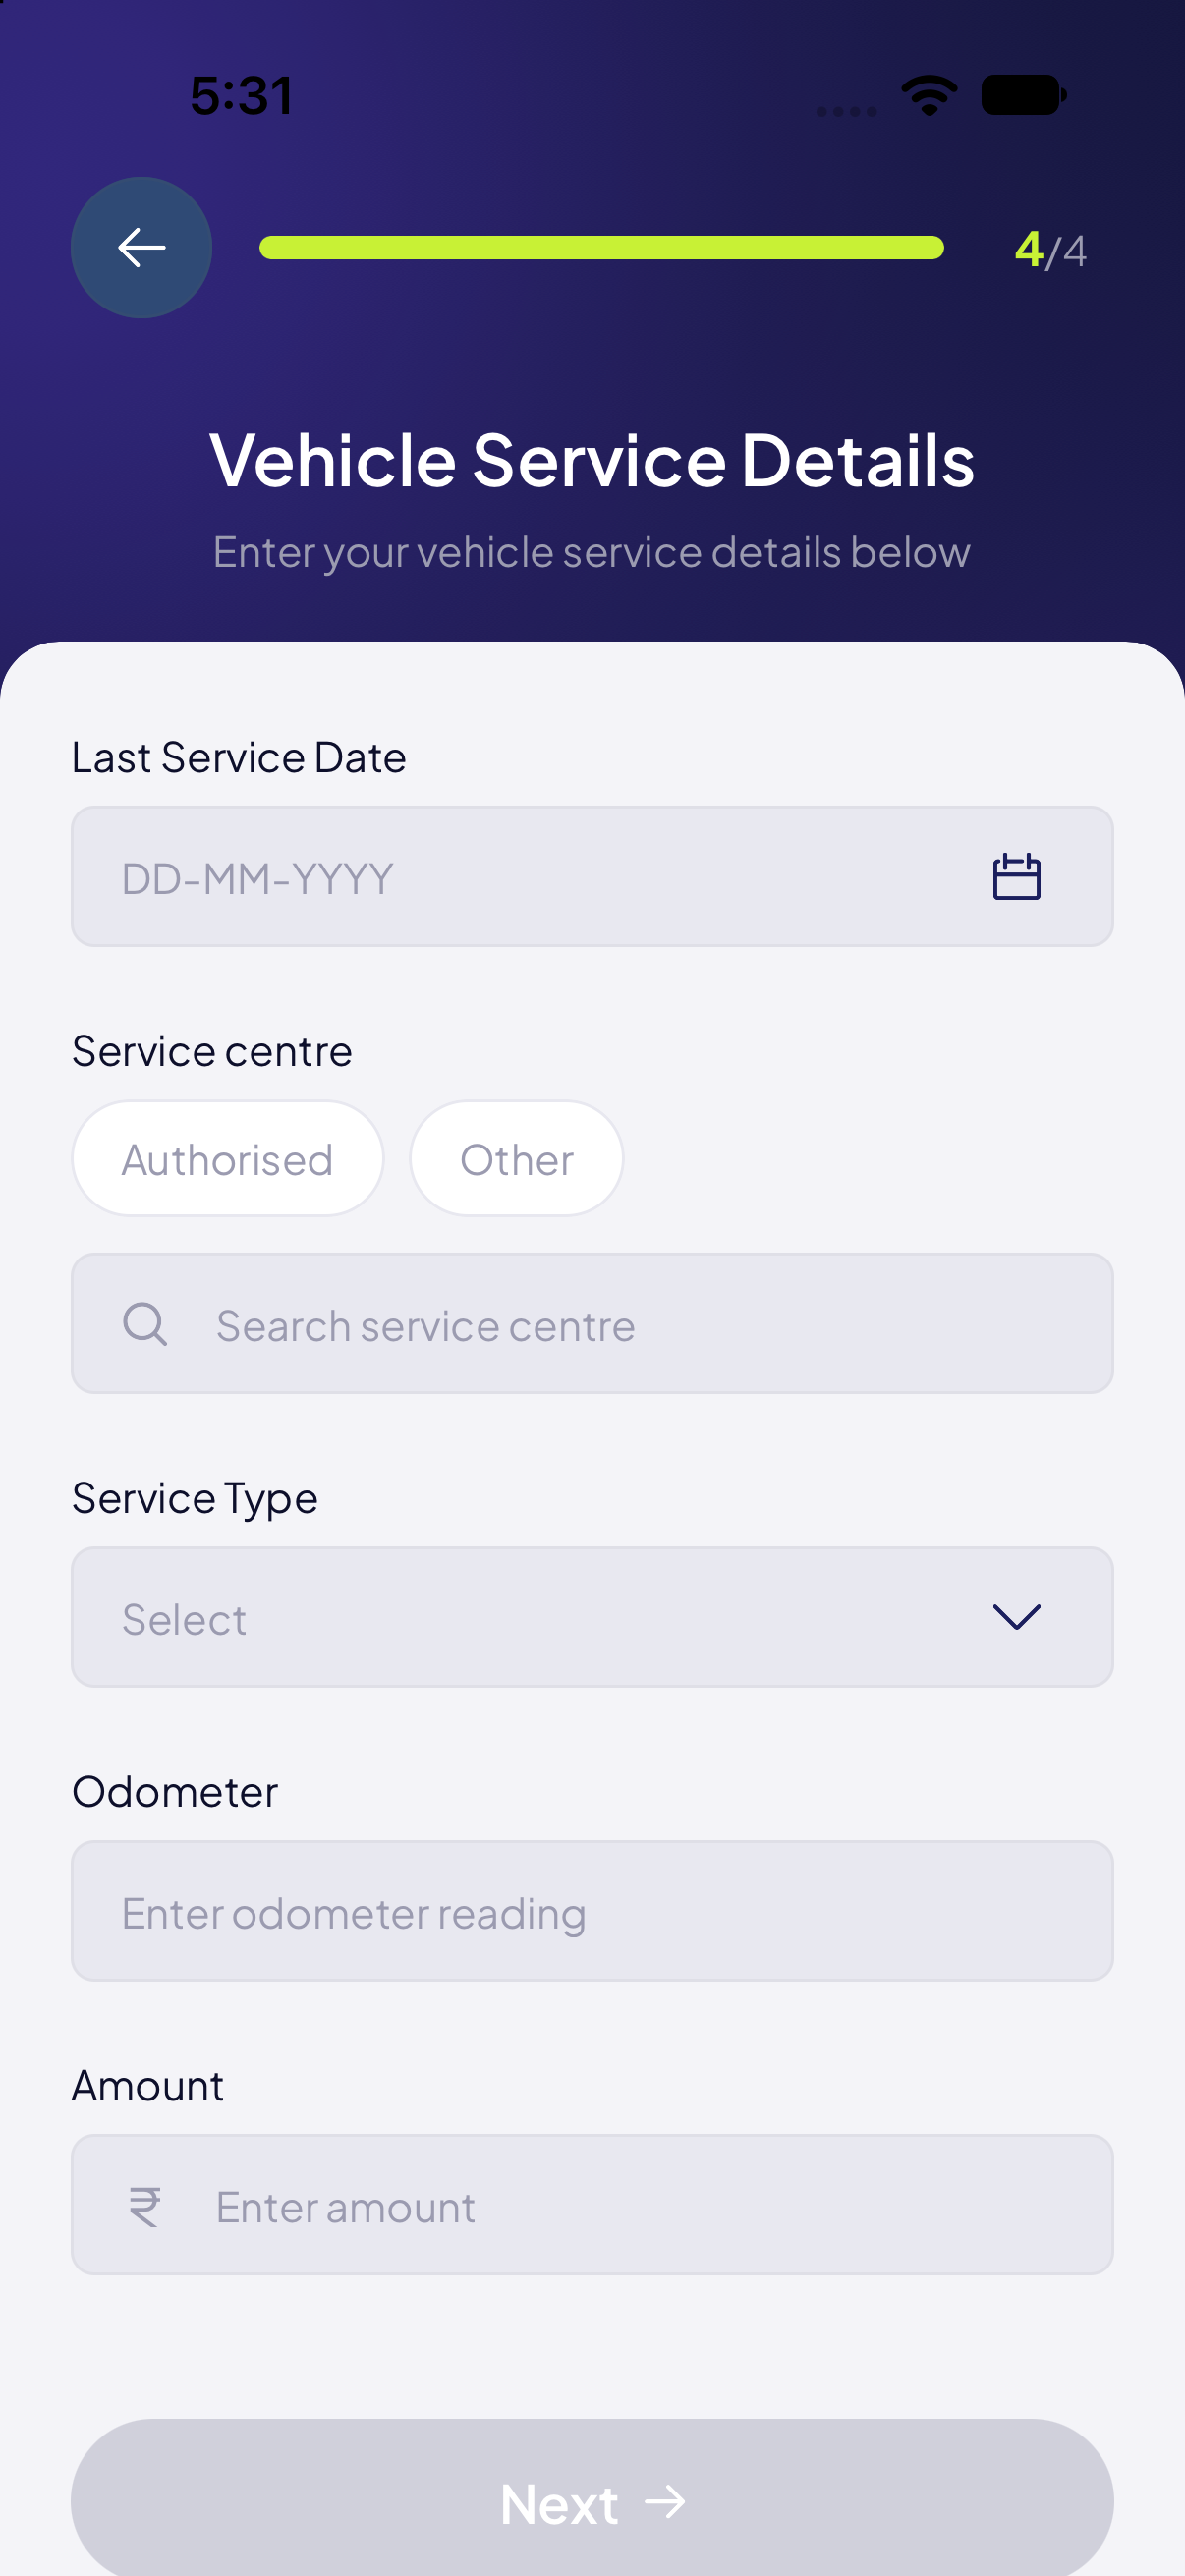 5:31
4/4
Vehicle Service Details
Enter your vehicle service details below
Last Service Date
DD-MM-YYYY
Service centre
Authorised Other
Search service centre
Service Type
Select
Odometer
Enter odometer reading
Amount
₹ Enter amount
Next →